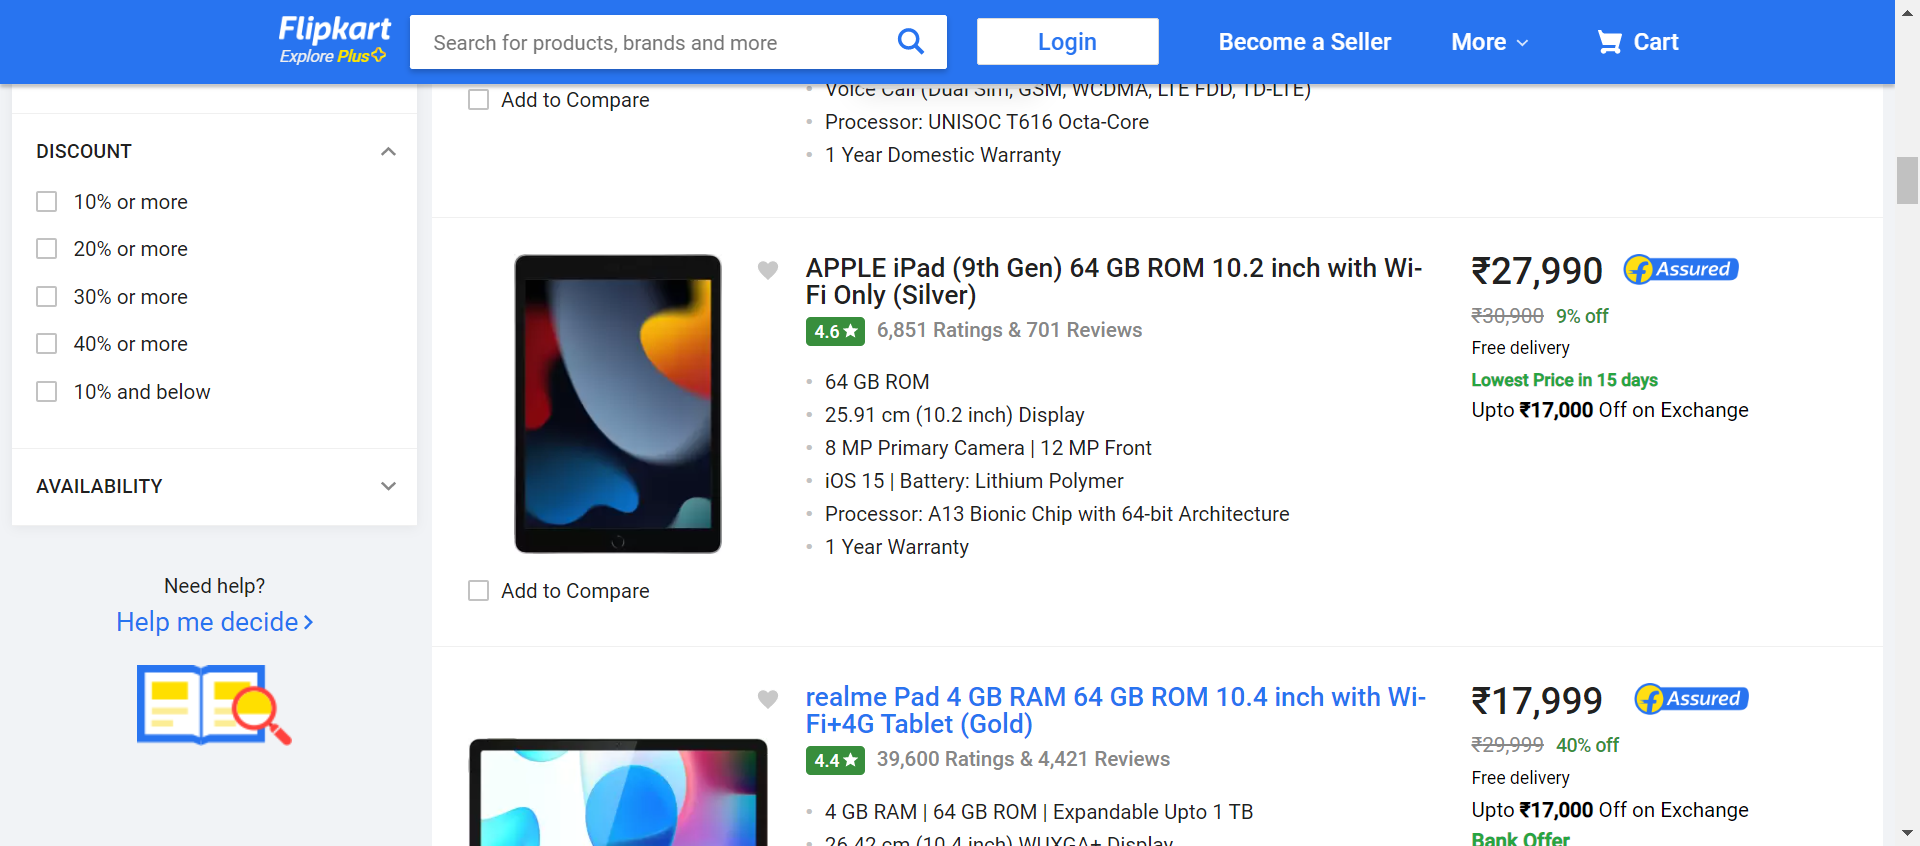 Flipkart
Explore Plus
Search for products, brands and more
Login
Become a Seller
More
Cart
DISCOUNT
10% or more
20% or more
30% or more
40% or more
10% and below
AVAILABILITY
Need help?
Help me decide
Add to Compare
Voice Call (Dual Sim, GSM, WCDMA, LTE FDD, TD-LTE)
Processor: UNISOC T616 Octa-Core
1 Year Domestic Warranty
APPLE iPad (9th Gen) 64 GB ROM 10.2 inch with Wi-
Fi Only (Silver)
4.6 ★ 6,851 Ratings & 701 Reviews
64 GB ROM
25.91 cm (10.2 inch) Display
8 MP Primary Camera | 12 MP Front
iOS 15 | Battery: Lithium Polymer
Processor: A13 Bionic Chip with 64-bit Architecture
1 Year Warranty
Add to Compare
₹27,990 Assured
₹30,900 9% off
Free delivery
Lowest Price in 15 days
Upto ₹17,000 Off on Exchange
realme Pad 4 GB RAM 64 GB ROM 10.4 inch with Wi-
Fi+4G Tablet (Gold)
4.4 ★ 39,600 Ratings & 4,421 Reviews
4 GB RAM | 64 GB ROM | Expandable Upto 1 TB
26.42 cm (10.4 inch) WUXGA+ Display
₹17,999 Assured
₹29,999 40% off
Free delivery
Upto ₹17,000 Off on Exchange
Bank Offer